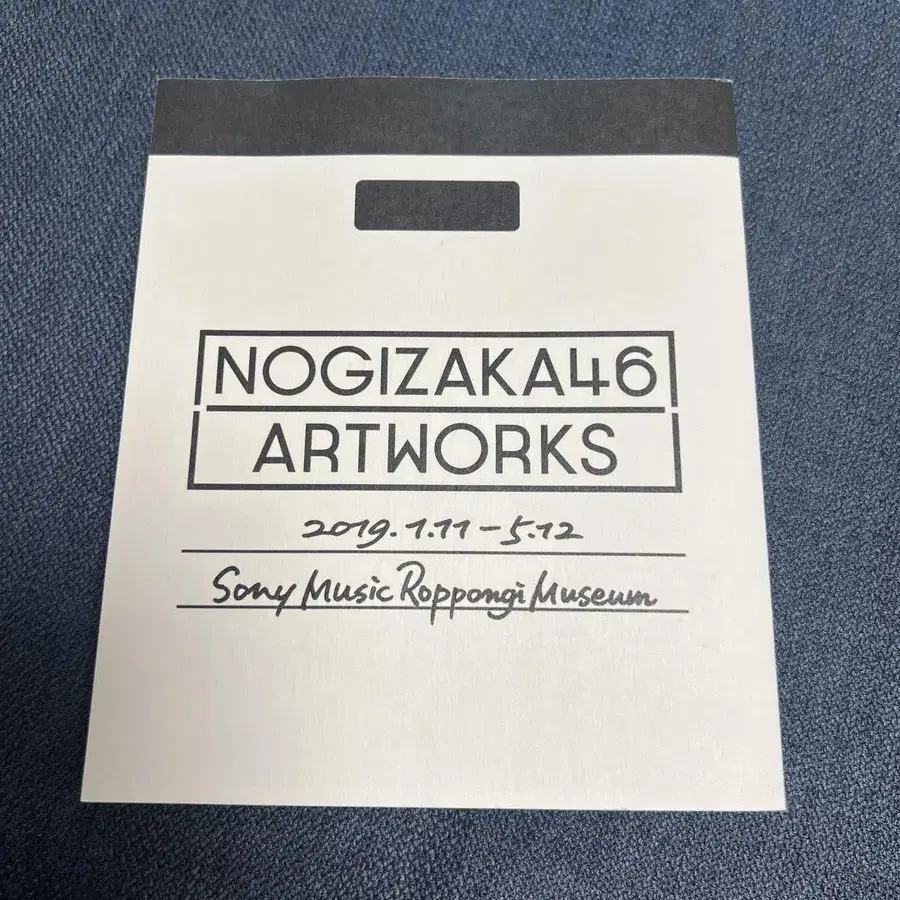 NOGIZAKA46
ARTWORKS
2019.1.11-5.12
Sony Music Roppongi Museum